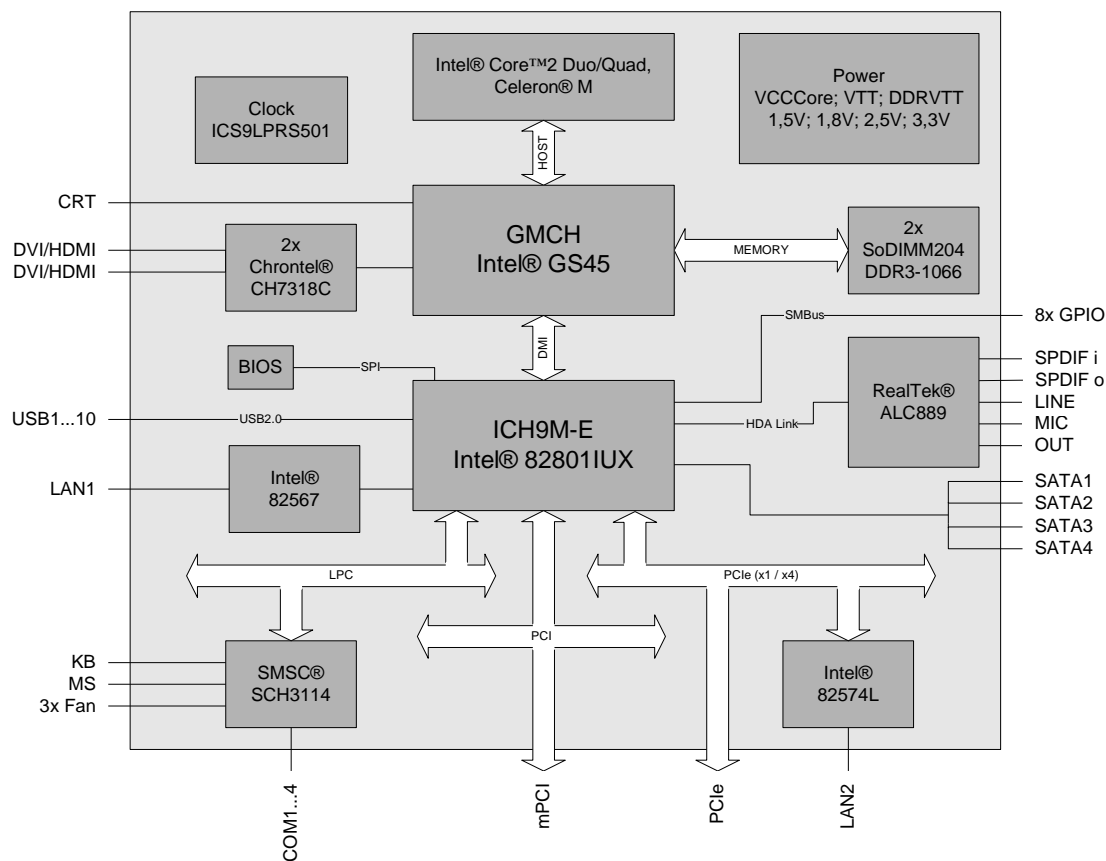 Intel® Core™2 Duo/Quad,
Celeron® M
Power
VCCCore; VTT; DDRVTT
1,5V; 1,8V; 2,5V; 3,3V
Clock
ICS9LPRS501
HOST
CRT
GMCH
Intel® GS45
DVI/HDMI
DVI/HDMI
2x
Chrontel®
CH7318C
MEMORY
2x
SoDIMM204
DDR3-1066
SMBus
8x GPIO
DMI
BIOS
SPI
RealTek®
ALC889
SPDIF i
SPDIF o
LINE
MIC
OUT
USB1...10
USB2.0
ICH9M-E
Intel® 82801IUX
HDA Link
LAN1
Intel®
82567
SATA1
SATA2
SATA3
SATA4
LPC
PCIe (x1 / x4)
PCI
KB
MS
3x Fan
SMSC®
SCH3114
Intel®
82574L
COM1...4
mPCI
PCIe
LAN2